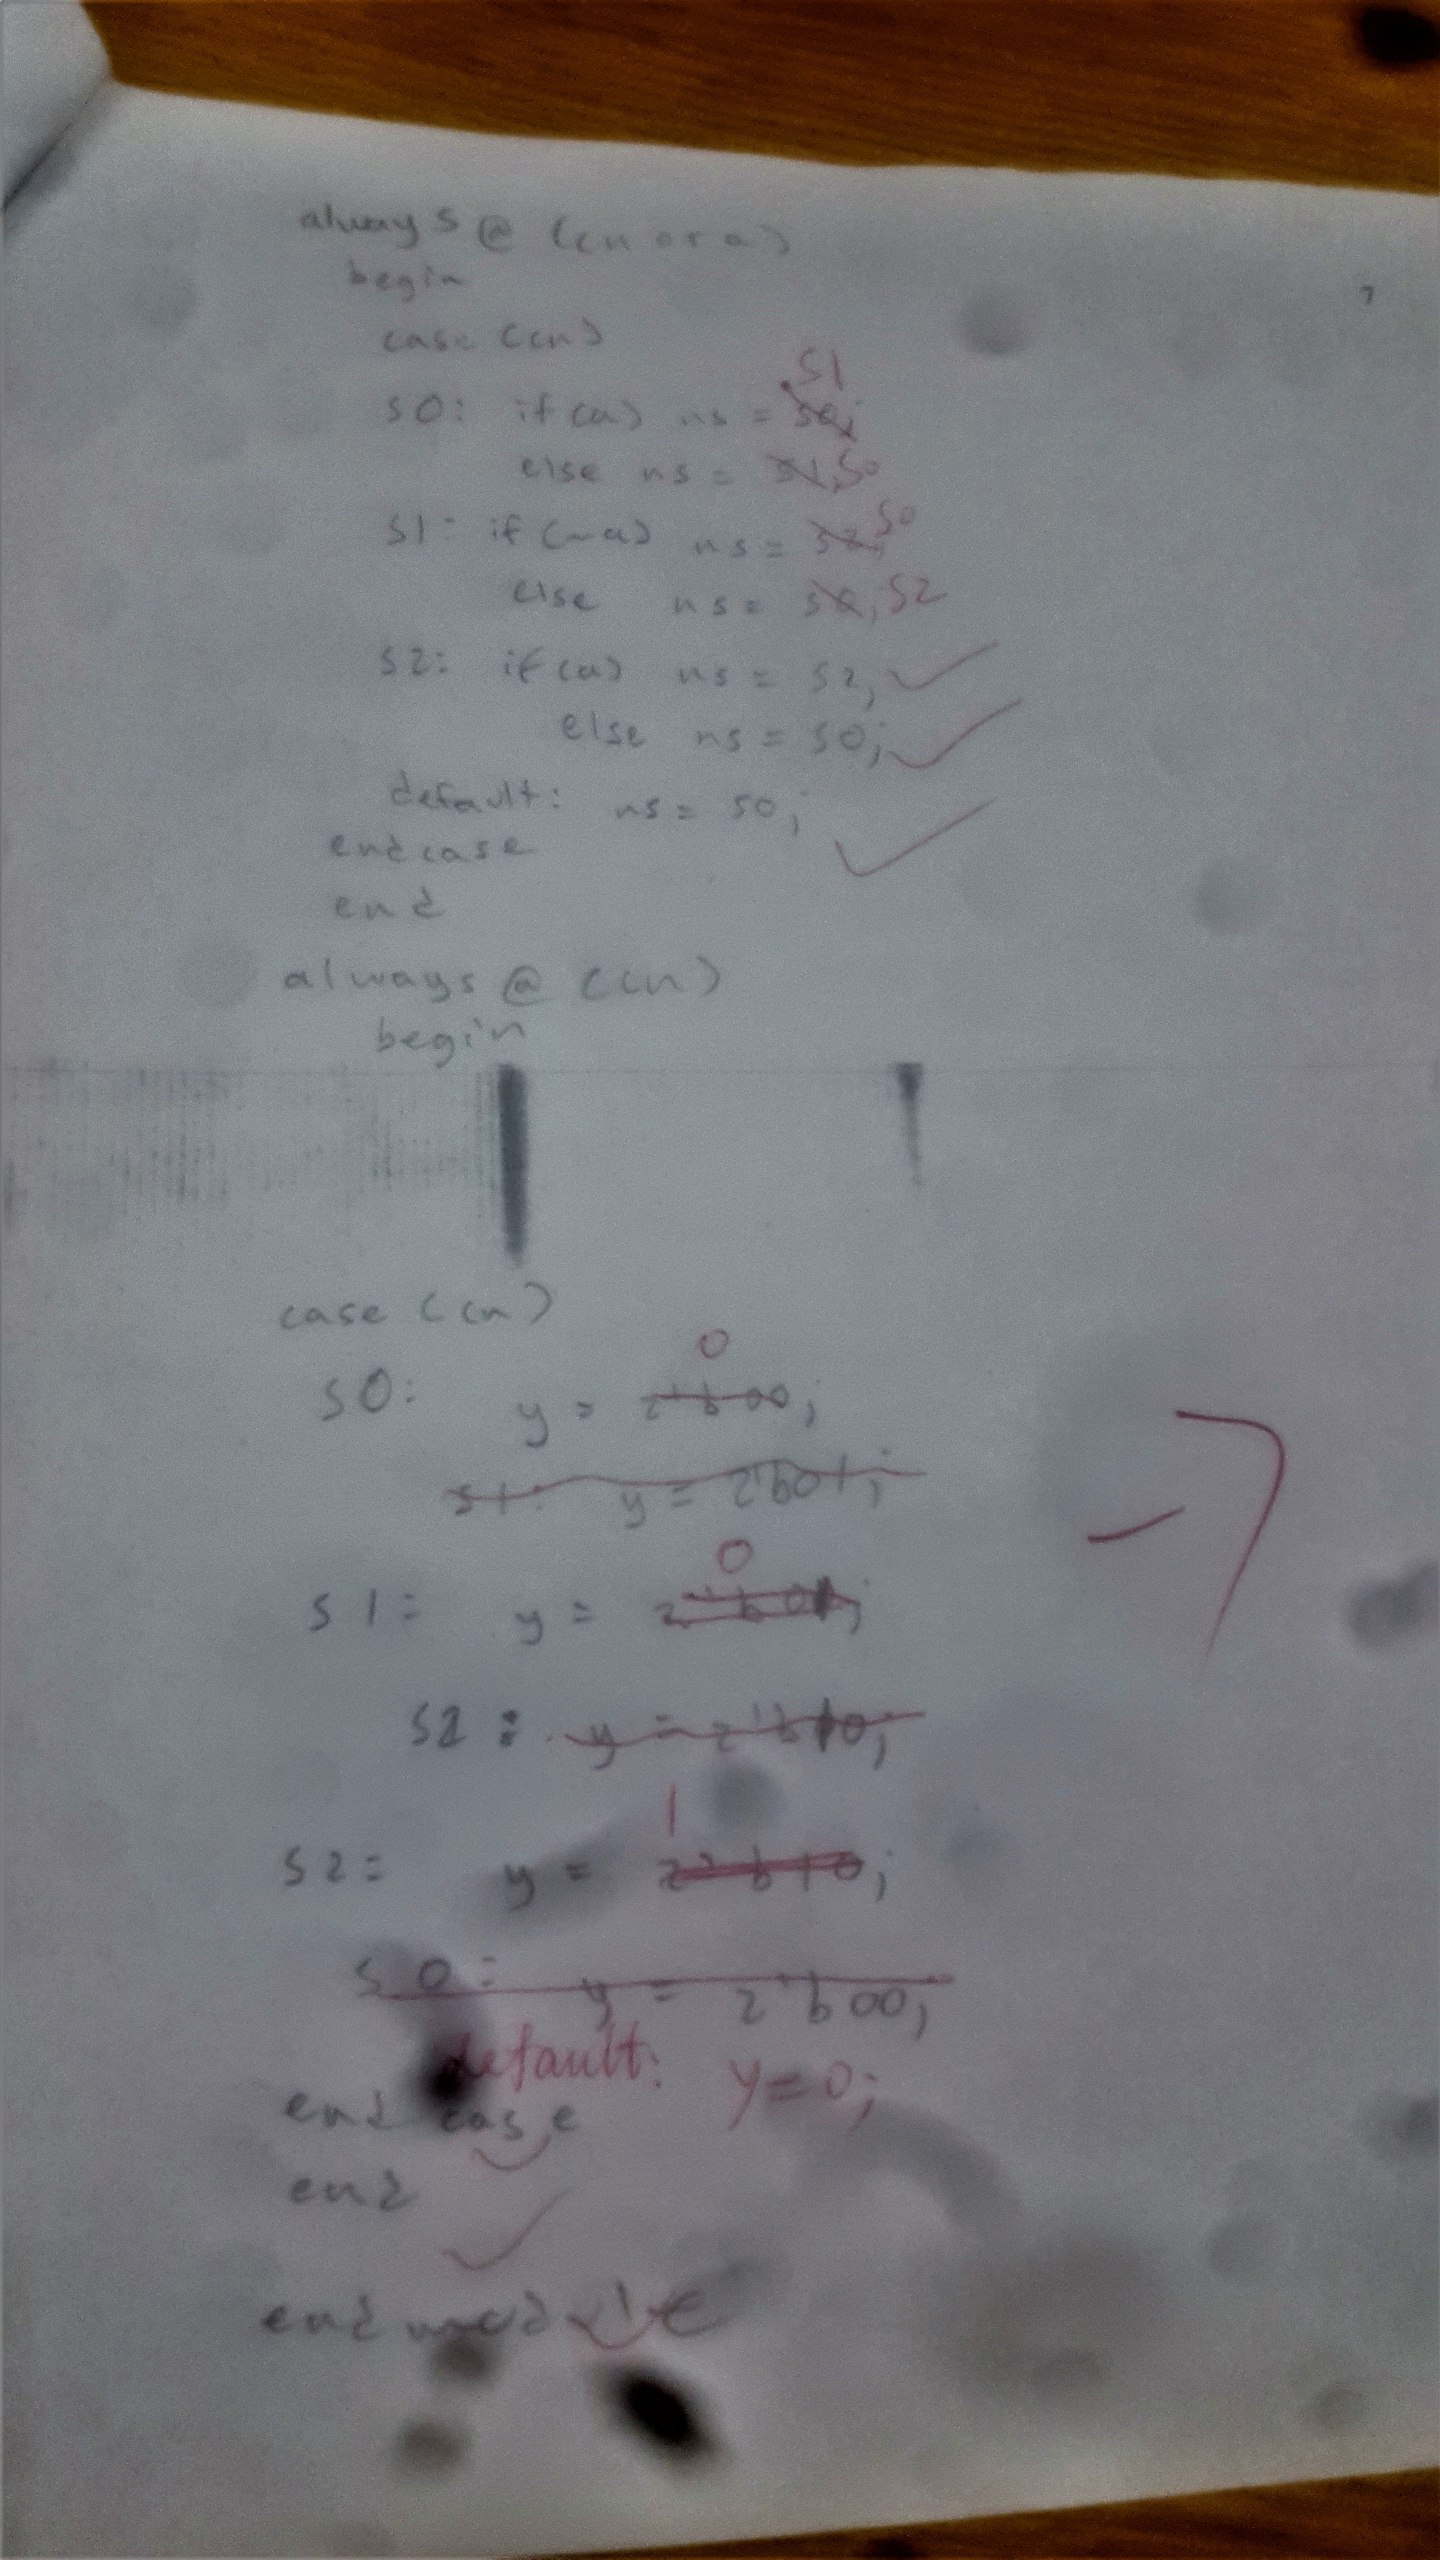 always @ (cn or a)
7
begin
case (cn)
S1
S0: if(a) ns = S0;
else ns = S1; S0
S0
S1: if(~a) ns = S2;
else ns = S0; S2
S2: if(a) ns = S2;
else ns = S0;
default: ns = S0;
endcase
end
always @ (cn)
begin
case (cn)
0
S0: y = 2'b00;
S1: y = 2'b01;
0
S1: y = 2'b01;
- 7
S2: y = 2'b10;
1
S2: y = 2'b10;
S0: y = 2'b00;
default: y=0;
endcase
end
endmodule